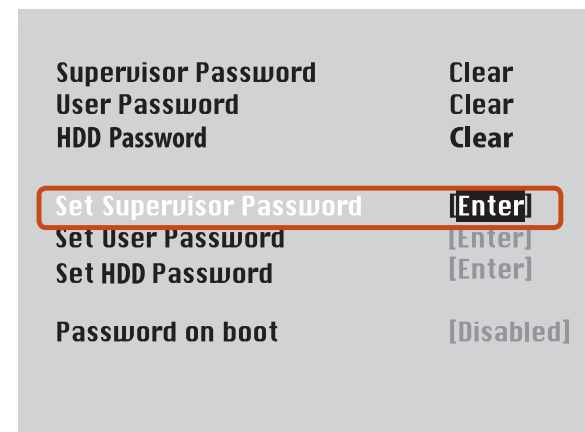 Supervisor Password Clear
User Password Clear
HDD Password Clear
Set Supervisor Password [Enter]
Set User Password [Enter]
Set HDD Password [Enter]
Password on boot [Disabled]